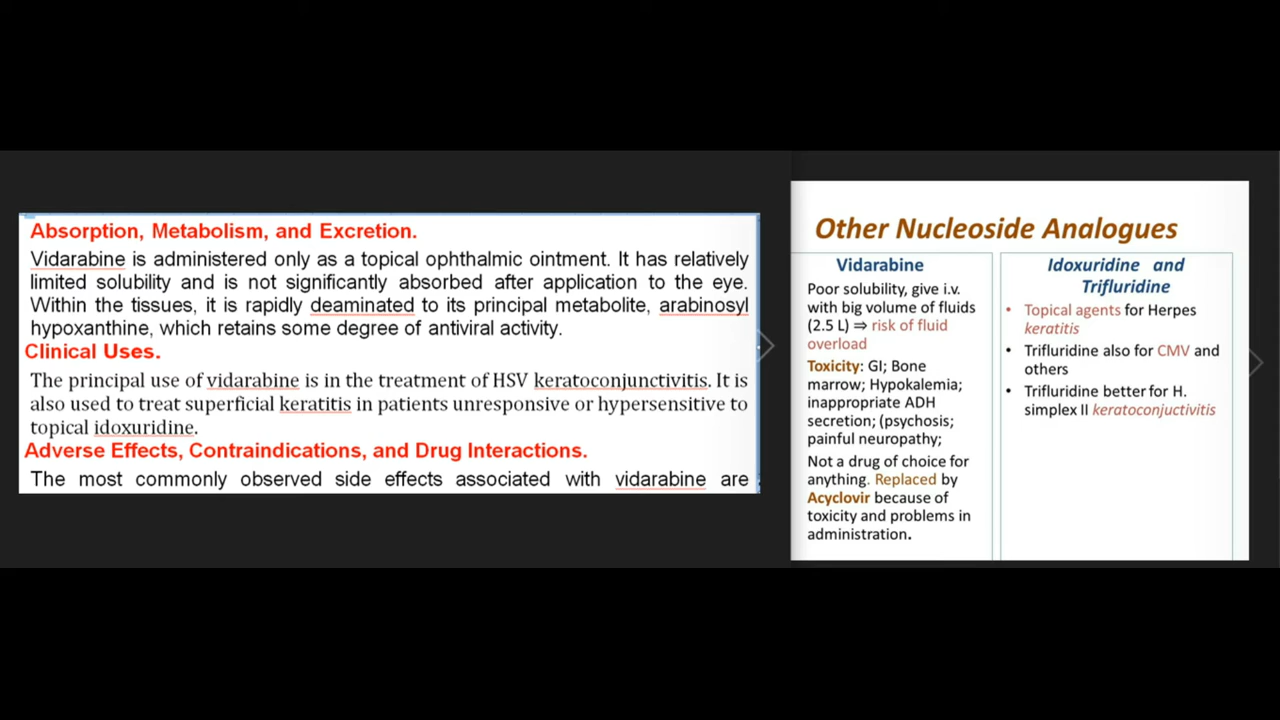 Absorption, Metabolism, and Excretion.
Vidarabine is administered only as a topical ophthalmic ointment. It has relatively
limited solubility and is not significantly absorbed after application to the eye.
Within the tissues, it is rapidly deaminated to its principal metabolite, arabinosyl
hypoxanthine, which retains some degree of antiviral activity.
Clinical Uses.
The principal use of vidarabine is in the treatment of HSV keratoconjunctivitis. It is
also used to treat superficial keratitis in patients unresponsive or hypersensitive to
topical idoxuridine.
Adverse Effects, Contraindications, and Drug Interactions.
The most commonly observed side effects associated with vidarabine are
Other Nucleoside Analogues
Vidarabine
Poor solubility, give i.v.
with big volume of fluids
(2.5 L) ⇒ risk of fluid
overload
Toxicity: GI; Bone
marrow; Hypokalemia;
inappropriate ADH
secretion; (psychosis;
painful neuropathy;
Not a drug of choice for
anything. Replaced by
Acyclovir because of
toxicity and problems in
administration.
Idoxuridine and
Trifluridine
• Topical agents for Herpes
keratitis
• Trifluridine also for CMV and
others
• Trifluridine better for H.
simplex II keratoconjuctivitis